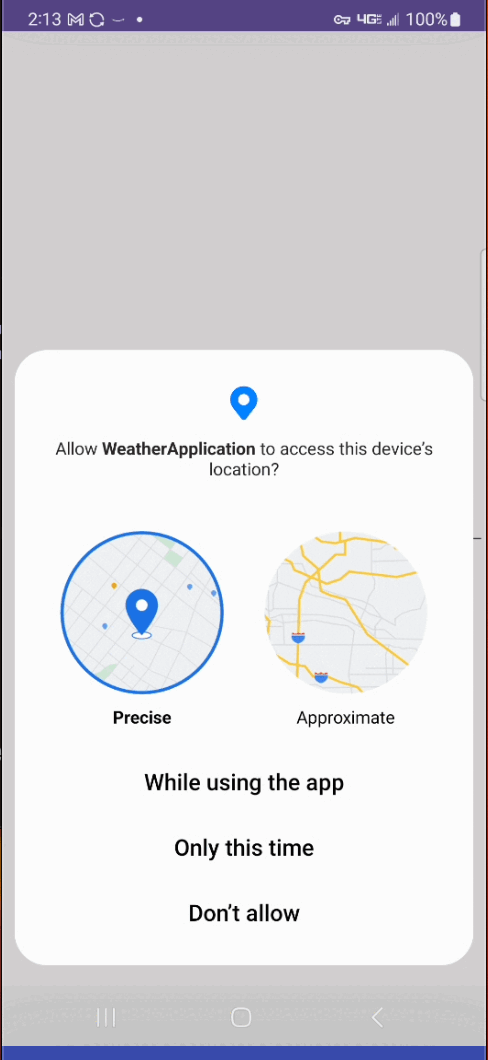 2:13 4GE 100%
Allow WeatherApplication to access this device's
location?
Precise Approximate
While using the app
Only this time
Don't allow